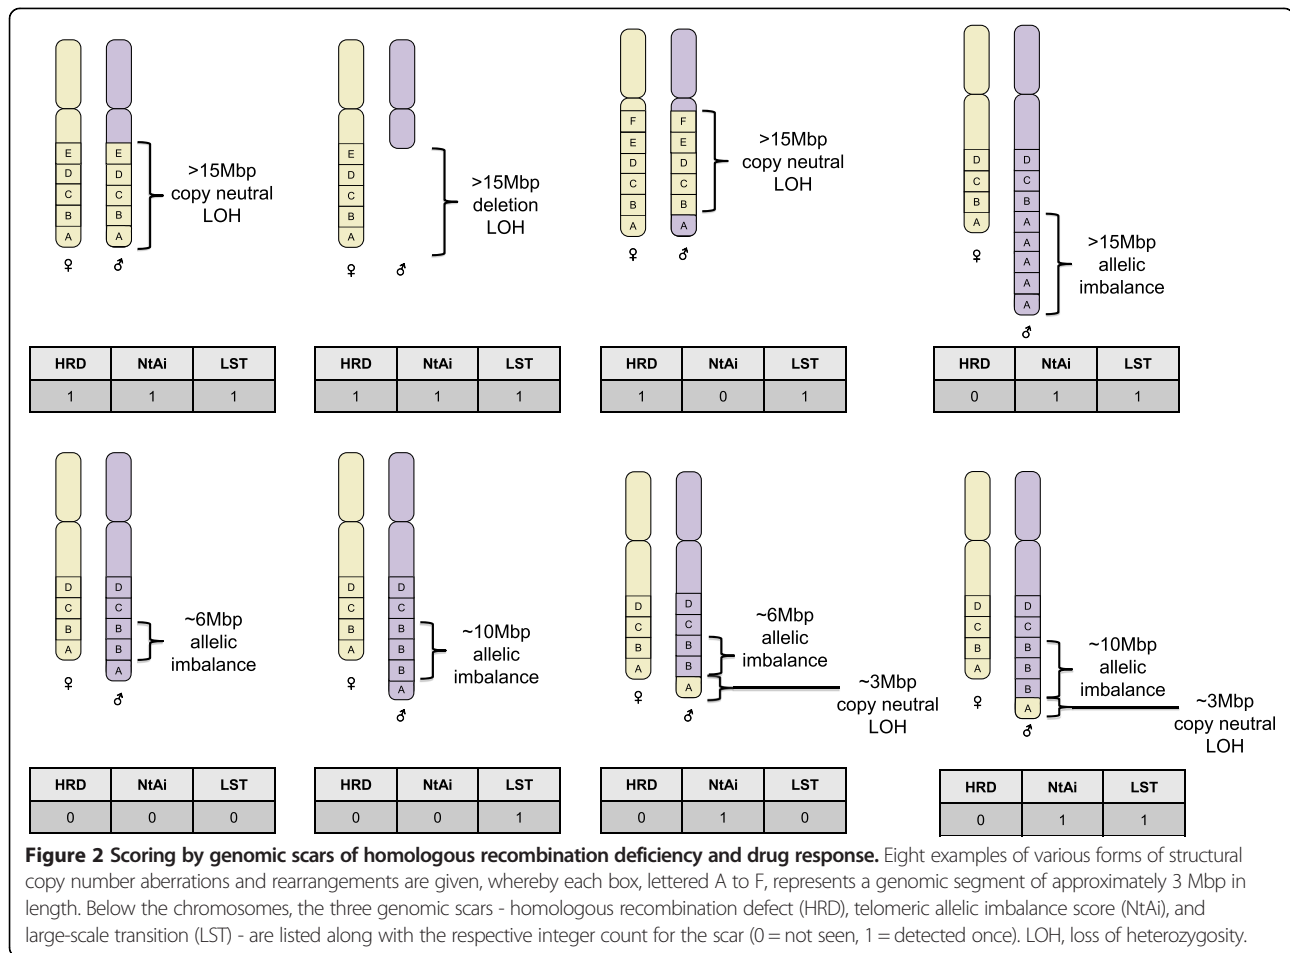 E E
D D
C C
B B
A A
♀ ♂
>15Mbp
copy neutral
LOH
HRD NtAi LST
1 1 1
E
D
C
B
A
♀ ♂
>15Mbp
deletion
LOH
HRD NtAi LST
1 1 1
F F
E E
D D
C C
B B
A A
♀ ♂
>15Mbp
copy neutral
LOH
HRD NtAi LST
1 0 1
D D
C C
B B
A A
A
A
A
A
♀
♂
>15Mbp
allelic
imbalance
HRD NtAi LST
0 1 1
D D
C C
B B
A B
A
♀
♂
~6Mbp
allelic
imbalance
HRD NtAi LST
0 0 0
D D
C C
B B
A B
B
A
♀
♂
~10Mbp
allelic
imbalance
HRD NtAi LST
0 0 1
D D
C C
B B
A B
A
♀
♂
~6Mbp
allelic
imbalance
~3Mbp
copy neutral
LOH
HRD NtAi LST
0 1 0
D D
C C
B B
A B
B
A
♀
♂
~10Mbp
allelic
imbalance
~3Mbp
copy neutral
LOH
HRD NtAi LST
0 1 1
Figure 2 Scoring by genomic scars of homologous recombination deficiency and drug response. Eight examples of various forms of structural
copy number aberrations and rearrangements are given, whereby each box, lettered A to F, represents a genomic segment of approximately 3 Mbp in
length. Below the chromosomes, the three genomic scars - homologous recombination defect (HRD), telomeric allelic imbalance score (NtAi), and
large-scale transition (LST) - are listed along with the respective integer count for the scar (0 = not seen, 1 = detected once). LOH, loss of heterozygosity.